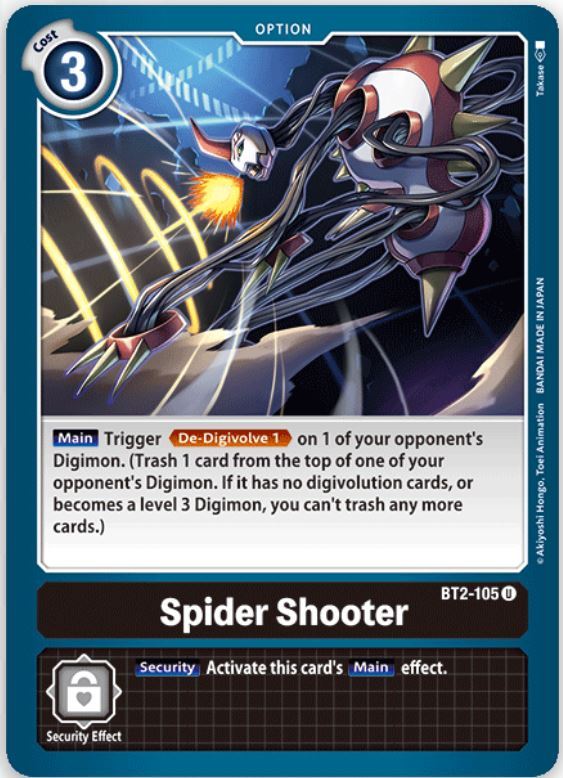 OPTION
Cost
3
Takase
Main Trigger De-Digivolve 1 on 1 of your opponent's
Digimon. (Trash 1 card from the top of one of your
opponent's Digimon. If it has no digivolution cards, or
becomes a level 3 Digimon, you can't trash any more
cards.)
© Akiyoshi Hongo, Toei Animation BANDAI MADE IN JAPAN
BT2-105 U
Spider Shooter
Security Activate this card's Main effect.
Security Effect